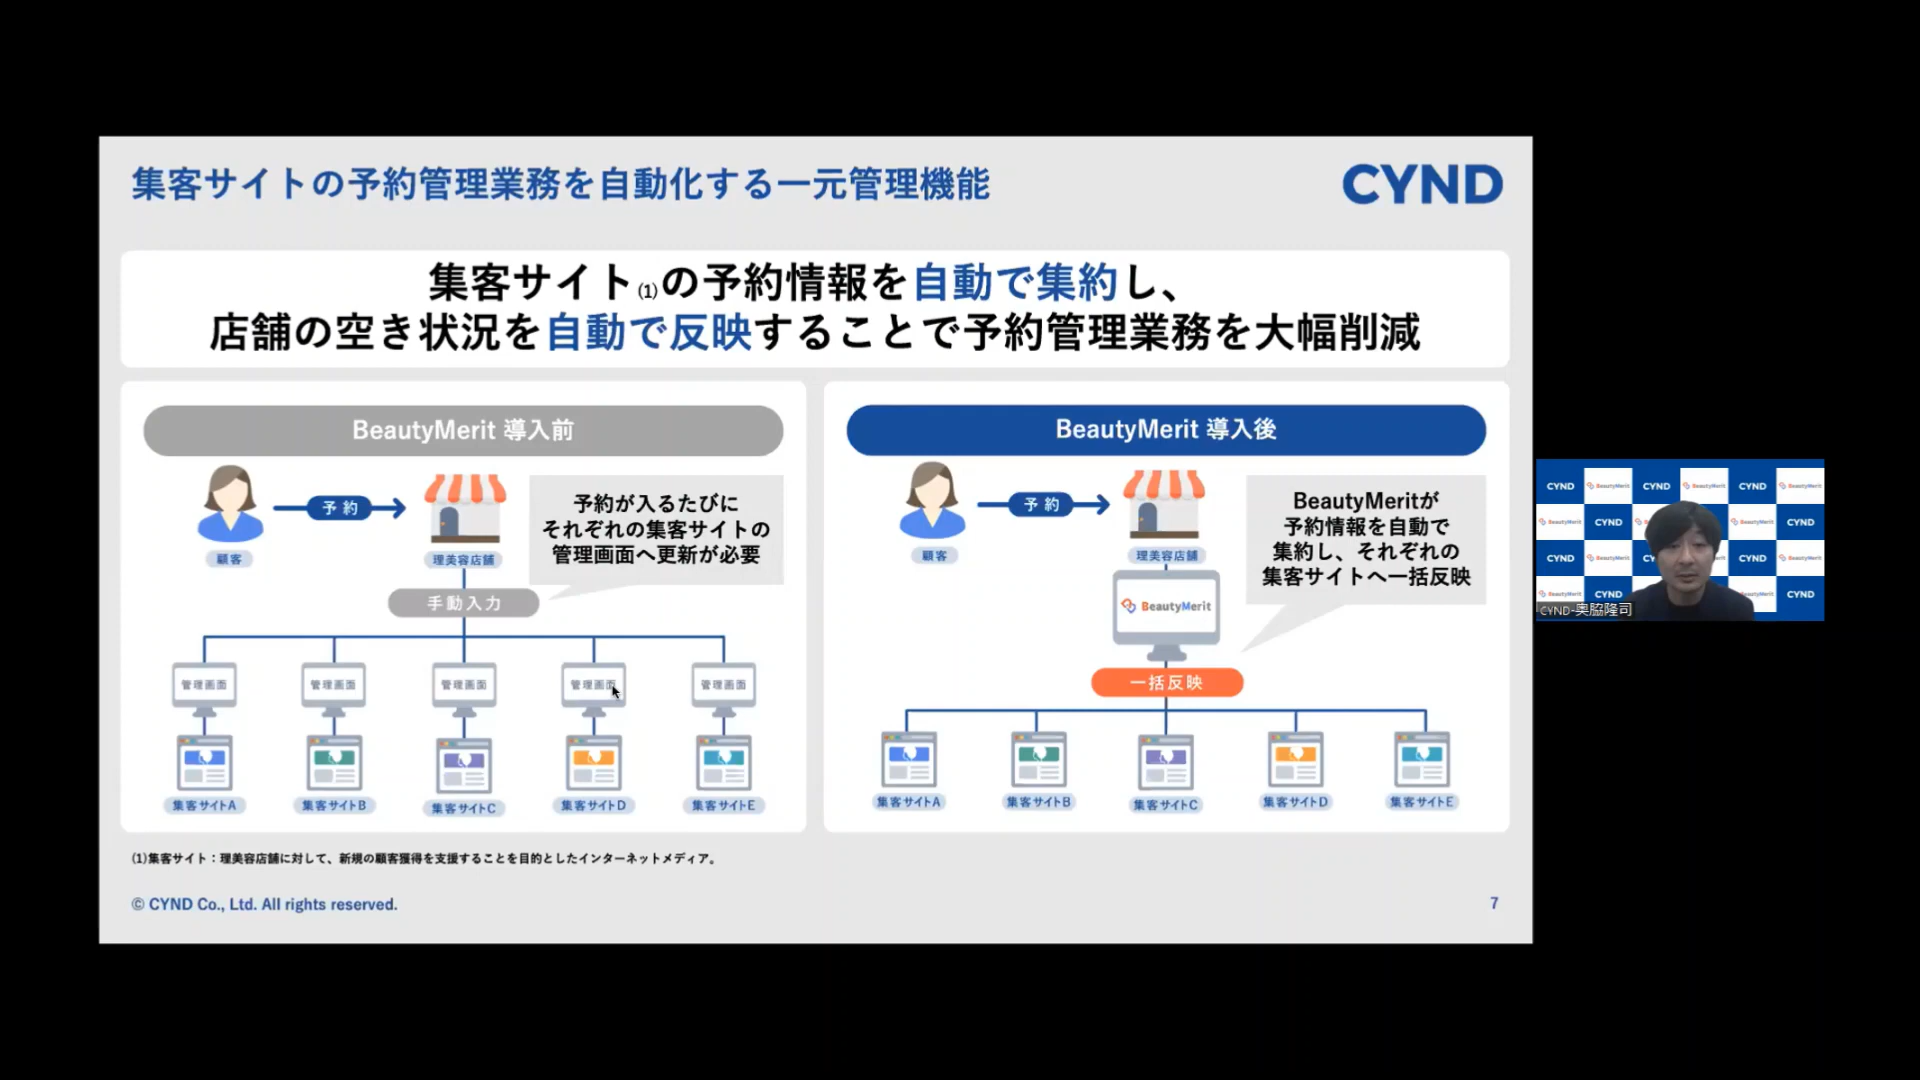 集客サイトの予約管理業務を自動化する一元管理機能
CYND
集客サイト(1)の予約情報を自動で集約し、
店舗の空き状況を自動で反映することで予約管理業務を大幅削減
BeautyMerit 導入前
顧客
予約
理美容店舗
予約が入るたびに
それぞれの集客サイトの
管理画面へ更新が必要
手動入力
管理画面
管理画面
管理画面
管理画面
管理画面
集客サイトA
集客サイトB
集客サイトC
集客サイトD
集客サイトE
BeautyMerit 導入後
顧客
予約
理美容店舗
BeautyMeritが
予約情報を自動で
集約し、それぞれの
集客サイトへ一括反映
BeautyMerit
一括反映
集客サイトA
集客サイトB
集客サイトC
集客サイトD
集客サイトE
(1)集客サイト：理美容店舗に対して、新規の顧客獲得を支援することを目的としたインターネットメディア。
© CYND Co., Ltd. All rights reserved.
7
CYND BeautyMerit CYND BeautyMerit CYND BeautyMerit
BeautyMerit CYND BeautyMerit CYND
CYND BeautyMerit CYND BeautyMerit
BeautyMerit CYND BeautyMerit CYND
CYND-奥脇隆司